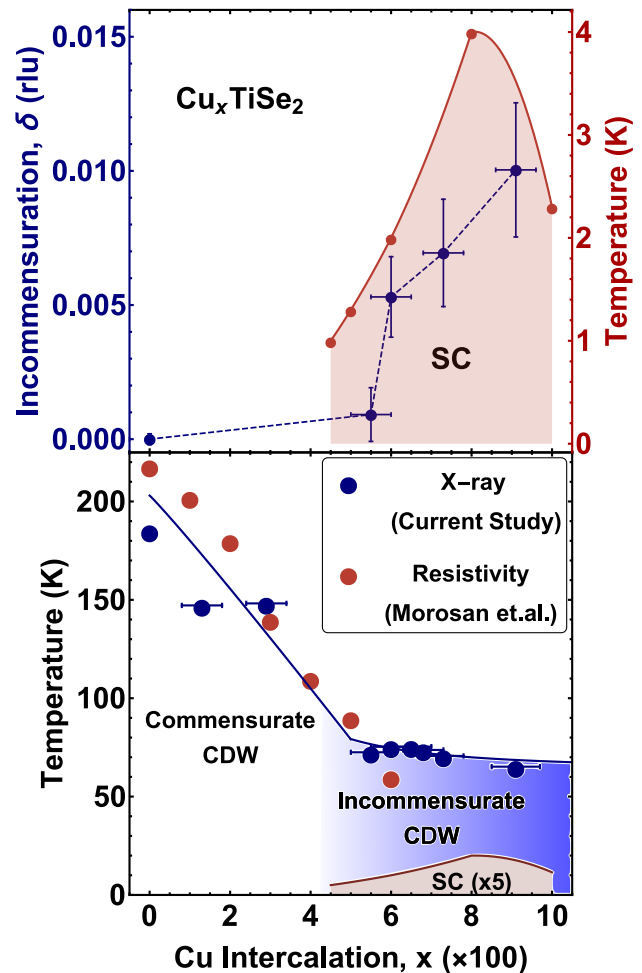 0.015
0.010
0.005
0.000
Incommensuration, δ (rlu)
CuₓTiSe₂
SC
4
3
2
1
0
Temperature (K)
200
150
100
50
0
Temperature (K)
X−ray
(Current Study)
Resistivity
(Morosan et.al.)
Commensurate
CDW
Incommensurate
CDW
SC (x5)
0 2 4 6 8 10
Cu Intercalation, x (×100)